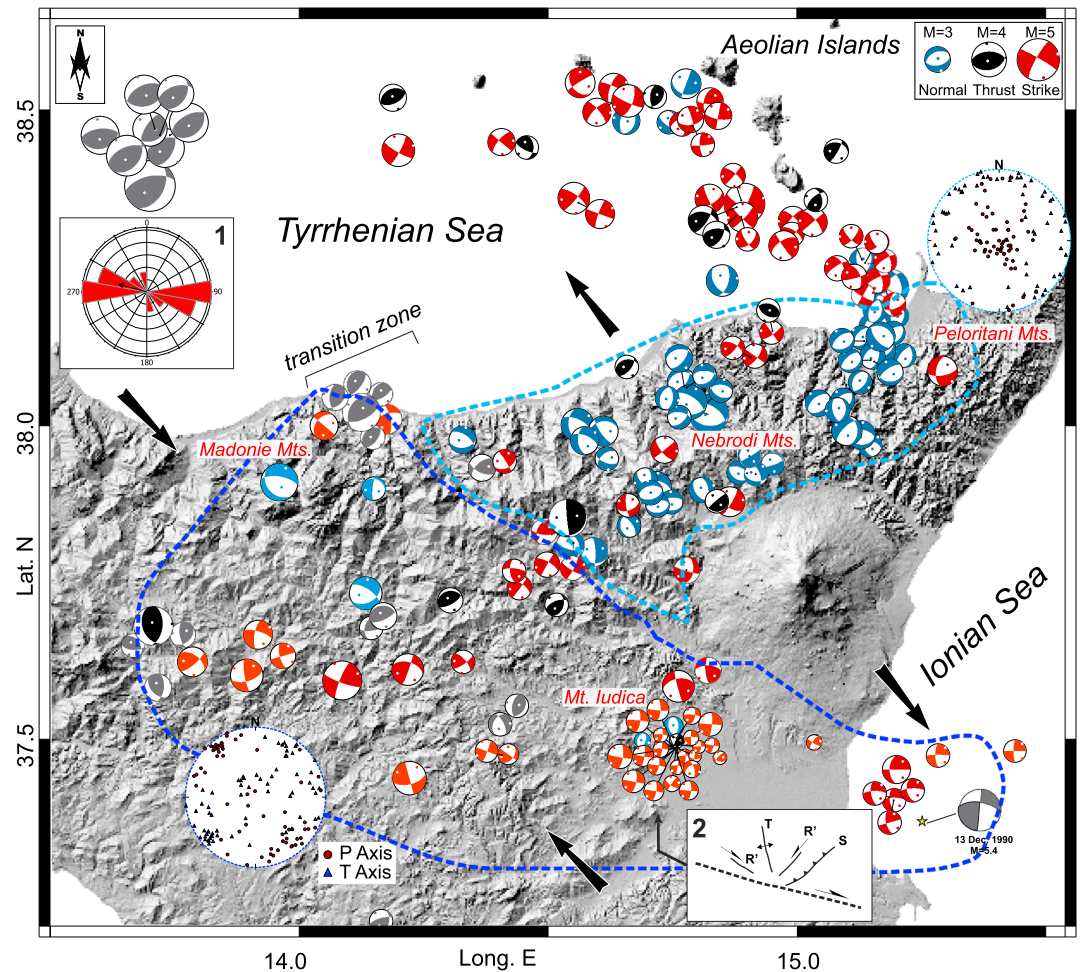 N
S
Aeolian Islands
M=3 M=4 M=5
Normal Thrust Strike
38.5
Tyrrhenian Sea
N
1
0
270
90
180
transition zone
Peloritani Mts.
38.0
Madonie Mts.
Nebrodi Mts.
Lat. N
Ionian Sea
Mt. Iudica
37.5
N
P Axis
T Axis
2
T
R'
R'
S
13 Dec. 1990
M=5.4
14.0
Long. E
15.0